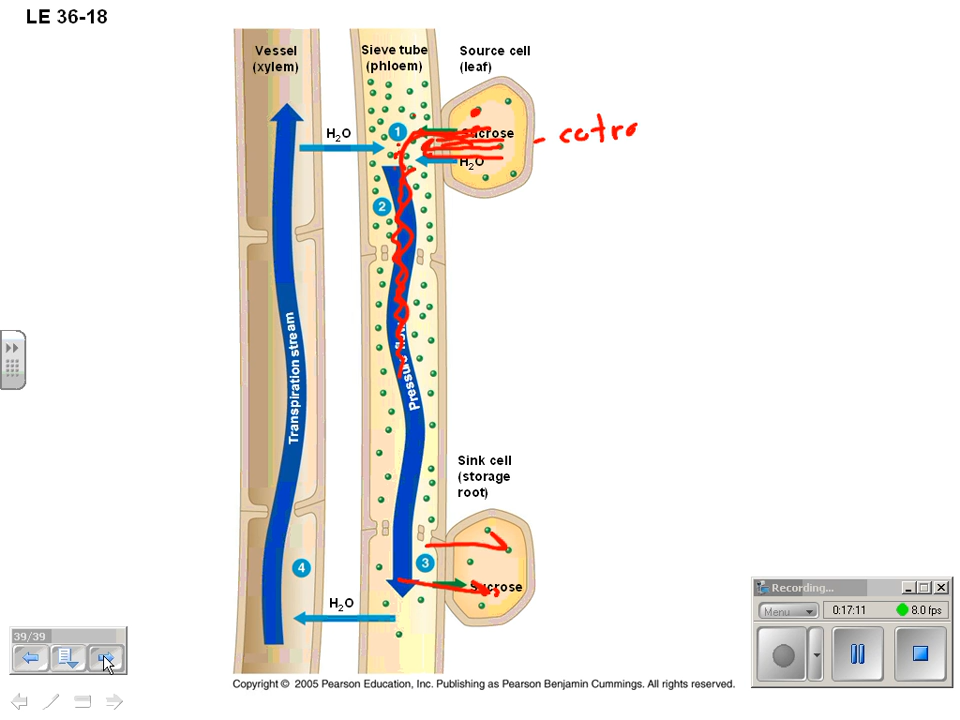 LE 36-18
Vessel
(xylem)
Sieve tube
(phloem)
Source cell
(leaf)
H2O
1
Sucrose
H2O
2
Transpiration stream
Pressure flow
Sink cell
(storage
root)
4
3
Sucrose
H2O
Copyright © 2005 Pearson Education, Inc. Publishing as Pearson Benjamin Cummings. All rights reserved.
39/39
Recording...
Menu
0:17:11
8.0 fps